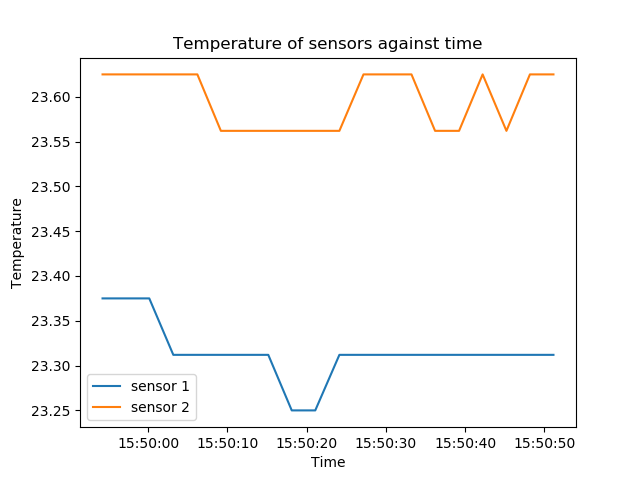 Temperature of sensors against time
Temperature
23.60
23.55
23.50
23.45
23.40
23.35
23.30
23.25
sensor 1
sensor 2
15:50:00 15:50:10 15:50:20 15:50:30 15:50:40 15:50:50
Time